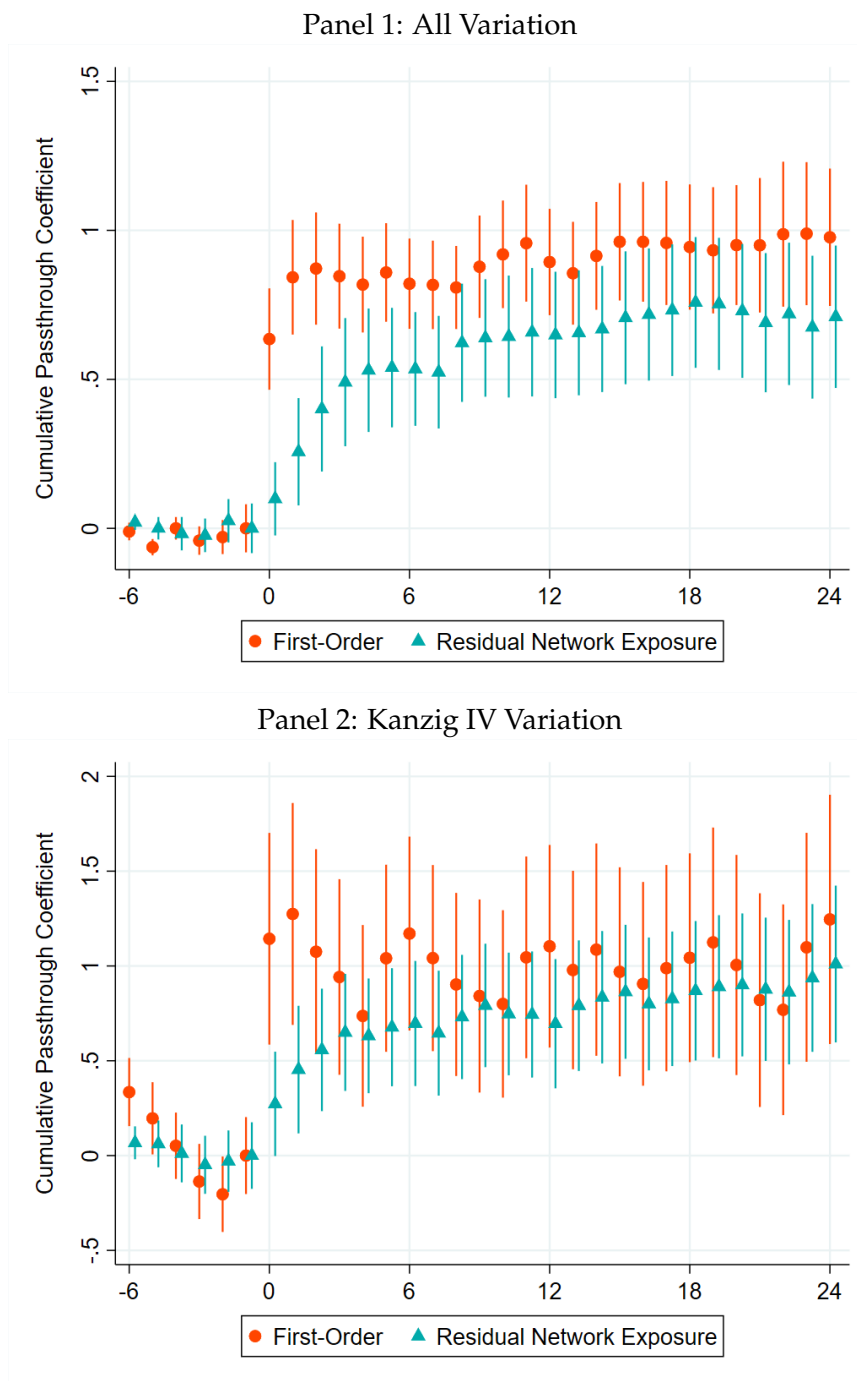 Panel 1: All Variation
Cumulative Passthrough Coefficient
1.5
1
.5
0
-6 0 6 12 18 24
First-Order Residual Network Exposure
Panel 2: Kanzig IV Variation
Cumulative Passthrough Coefficient
2
1.5
1
.5
0
-.5
-6 0 6 12 18 24
First-Order Residual Network Exposure